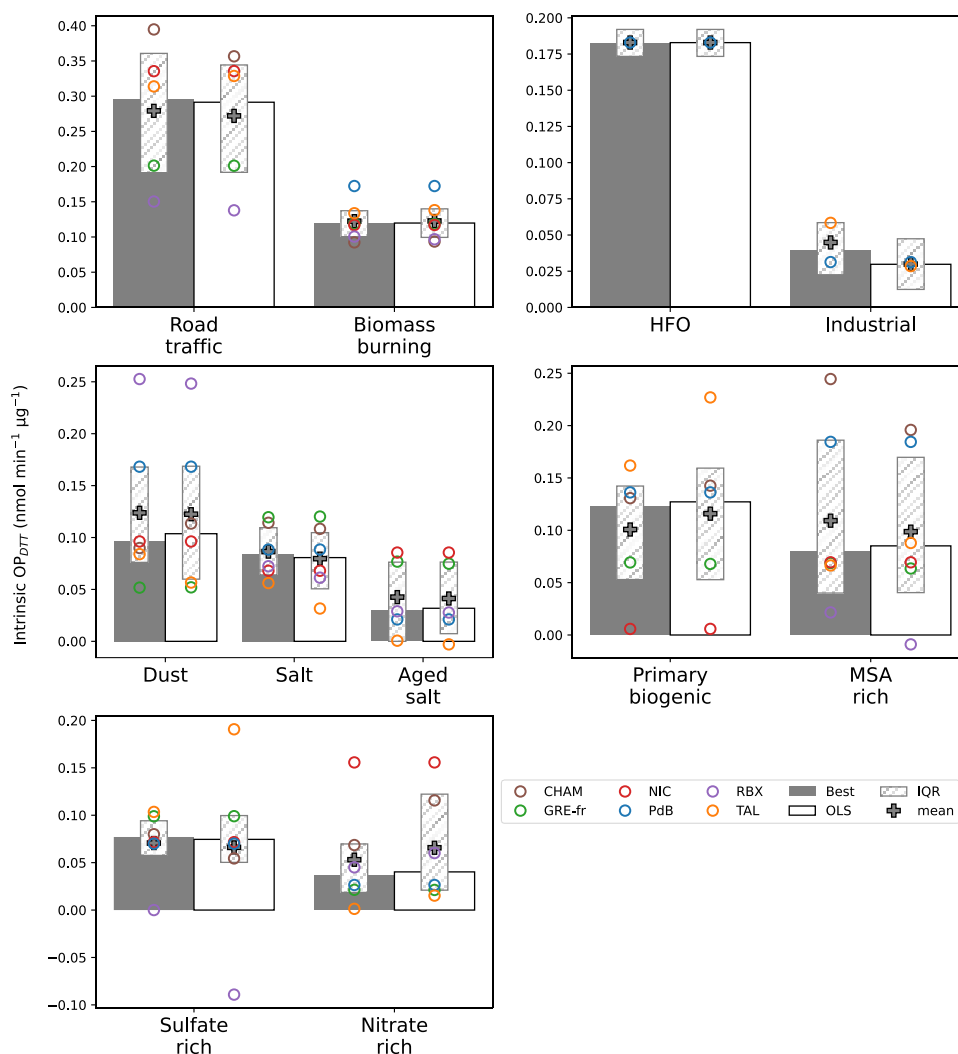 0.40
0.35
0.30
0.25
0.20
0.15
0.10
0.05
0.00
Road
traffic
Biomass
burning
0.200
0.175
0.150
0.125
0.100
0.075
0.050
0.025
0.000
HFO
Industrial
Intrinsic OP_DTT (nmol min⁻¹ µg⁻¹)
0.25
0.20
0.15
0.10
0.05
0.00
Dust
Salt
Aged
salt
0.25
0.20
0.15
0.10
0.05
0.00
Primary
biogenic
MSA
rich
0.20
0.15
0.10
0.05
0.00
−0.05
−0.10
Sulfate
rich
Nitrate
rich
CHAM NIC RBX Best IQR
GRE-fr PdB TAL OLS mean